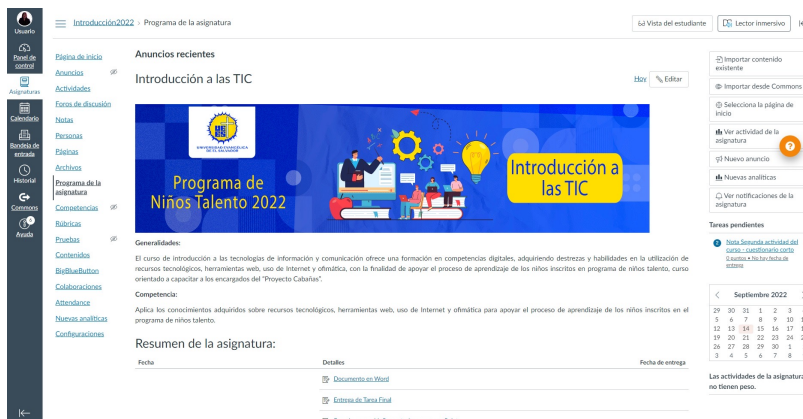 Usuario
Panel de
control
Asignaturas
Calendario
Bandeja de
entrada
Historial
Commons
Ayuda
Introducción2022 › Programa de la asignatura
Vista del estudiante
Lector inmersivo
Página de inicio
Anuncios
Actividades
Foros de discusión
Notas
Personas
Páginas
Archivos
Programa de la
asignatura
Competencias
Rúbricas
Pruebas
Contenidos
BigBlueButton
Colaboraciones
Attendance
Nuevas analíticas
Configuraciones
Anuncios recientes
Introducción a las TIC
Hoy
Editar
UNIVERSIDAD EVANGÉLICA
DE EL SALVADOR
Programa de
Niños Talento 2022
Introducción a
las TIC
Generalidades:
El curso de introducción a las tecnologías de información y comunicación ofrece una formación en competencias digitales, adquiriendo destrezas y habilidades en la utilización de
recursos tecnológicos, herramientas web, uso de Internet y ofimática, con la finalidad de apoyar el proceso de aprendizaje de los niños inscritos en programa de niños talento, curso
orientado a capacitar a los encargados del "Proyecto Cabañas".
Competencia:
Aplica los conocimientos adquiridos sobre recursos tecnológicos, herramientas web, uso de Internet y ofimática para apoyar el proceso de aprendizaje de los niños inscritos en el
programa de niños talento.
Resumen de la asignatura:
Fecha Detalles Fecha de entrega
Documento en Word
Entrega de Tarea Final
Importar contenido
existente
Importar desde Commons
Selecciona la página de
inicio
Ver actividad de la
asignatura
?
Nuevo anuncio
Nuevas analíticas
Ver notificaciones de la
asignatura
Tareas pendientes
Nota Segunda actividad del
curso - cuestionario corto
0 puntos • No hay fecha de
entrega
Septiembre 2022
29 30 31 1 2 3
5 6 7 8 9 10
12 13 14 15 16 17
19 20 21 22 23 24
26 27 28 29 30 1
3 4 5 6 7 8
Las actividades de la asignatura
no tienen peso.